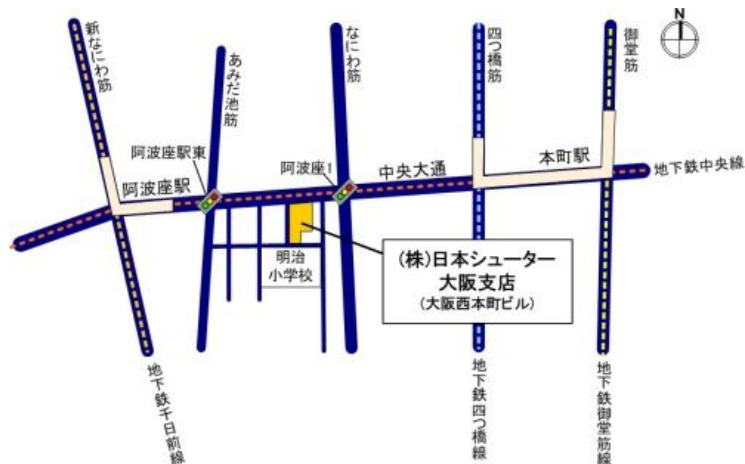 N
新なにわ筋
あみだ池筋
なにわ筋
四つ橋筋
御堂筋
阿波座駅東
阿波座1
中央大通
本町駅
地下鉄中央線
阿波座駅
明治
小学校
(株)日本シューター
大阪支店
(大阪西本町ビル)
地下鉄千日前線
地下鉄四つ橋線
地下鉄御堂筋線